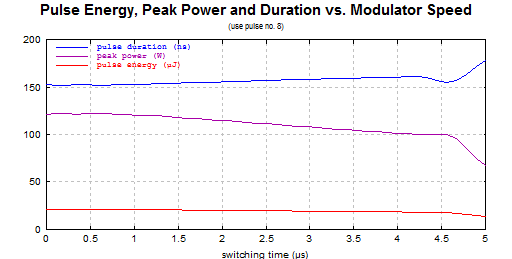 Pulse Energy, Peak Power and Duration vs. Modulator Speed
(use pulse no. 8)
200
150
100
50
0
pulse duration (ns)
peak power (W)
pulse energy (µJ)
0 0.5 1 1.5 2 2.5 3 3.5 4 4.5 5
switching time (µs)